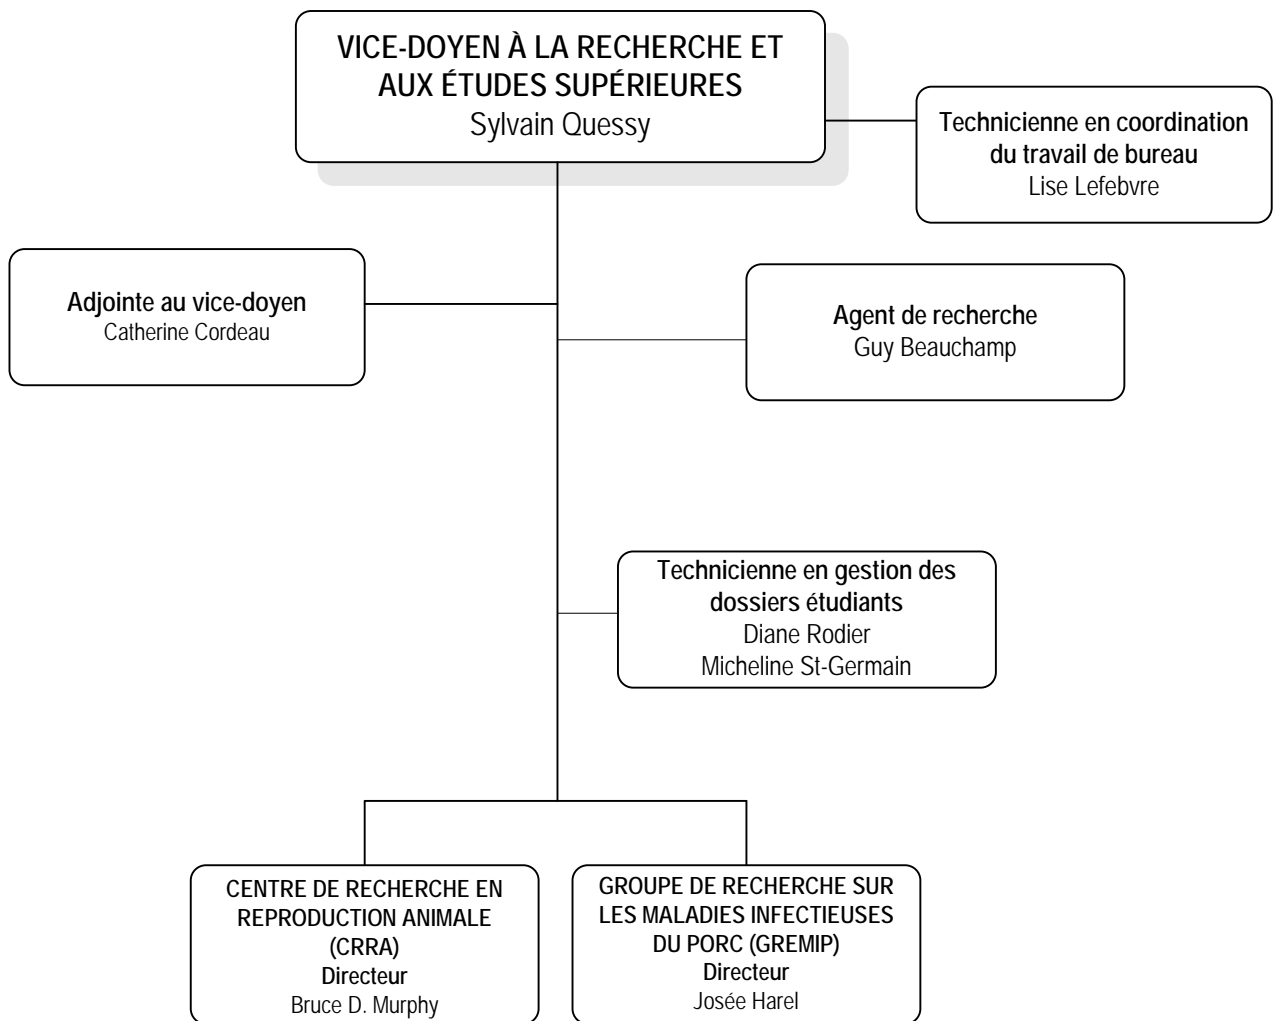 VICE-DOYEN À LA RECHERCHE ET
AUX ÉTUDES SUPÉRIEURES
Sylvain Quessy
Technicienne en coordination
du travail de bureau
Lise Lefebvre
Adjointe au vice-doyen
Catherine Cordeau
Agent de recherche
Guy Beauchamp
Technicienne en gestion des
dossiers étudiants
Diane Rodier
Micheline St-Germain
CENTRE DE RECHERCHE EN
REPRODUCTION ANIMALE
(CRRA)
Directeur
Bruce D. Murphy
GROUPE DE RECHERCHE SUR
LES MALADIES INFECTIEUSES
DU PORC (GREMIP)
Directeur
Josée Harel